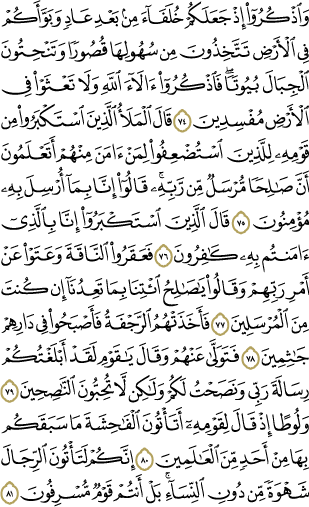 وَٱذْكُرُوٓا۟ إِذْ جَعَلَكُمْ خُلَفَآءَ مِنۢ بَعْدِ عَادٍ وَبَوَّأَكُمْ
فِى ٱلْأَرْضِ تَتَّخِذُونَ مِن سُهُولِهَا قُصُورًا وَتَنْحِتُونَ
ٱلْجِبَالَ بُيُوتًا ۖ فَٱذْكُرُوٓا۟ ءَالَآءَ ٱللَّهِ وَلَا تَعْثَوْا۟ فِى
ٱلْأَرْضِ مُفْسِدِينَ ﴿٧٤﴾ قَالَ ٱلْمَلَأُ ٱلَّذِينَ ٱسْتَكْبَرُوا۟ مِن
قَوْمِهِۦ لِلَّذِينَ ٱسْتُضْعِفُوا۟ لِمَنْ ءَامَنَ مِنْهُمْ أَتَعْلَمُونَ
أَنَّ صَٰلِحًا مُّرْسَلٌ مِّن رَّبِّهِۦ ۚ قَالُوٓا۟ إِنَّا بِمَآ أُرْسِلَ بِهِۦ
مُؤْمِنُونَ ﴿٧٥﴾ قَالَ ٱلَّذِينَ ٱسْتَكْبَرُوٓا۟ إِنَّا بِٱلَّذِىٓ
ءَامَنتُم بِهِۦ كَٰفِرُونَ ﴿٧٦﴾ فَعَقَرُوا۟ ٱلنَّاقَةَ وَعَتَوْا۟ عَنْ
أَمْرِ رَبِّهِمْ وَقَالُوا۟ يَٰصَٰلِحُ ٱئْتِنَا بِمَا تَعِدُنَآ إِن كُنتَ
مِنَ ٱلْمُرْسَلِينَ ﴿٧٧﴾ فَأَخَذَتْهُمُ ٱلرَّجْفَةُ فَأَصْبَحُوا۟ فِى دَارِهِمْ
جَٰثِمِينَ ﴿٧٨﴾ فَتَوَلَّىٰ عَنْهُمْ وَقَالَ يَٰقَوْمِ لَقَدْ أَبْلَغْتُكُمْ
رِسَالَةَ رَبِّى وَنَصَحْتُ لَكُمْ وَلَٰكِن لَّا تُحِبُّونَ ٱلنَّٰصِحِينَ ﴿٧٩﴾
وَلُوطًا إِذْ قَالَ لِقَوْمِهِۦٓ أَتَأْتُونَ ٱلْفَٰحِشَةَ مَا سَبَقَكُم
بِهَا مِنْ أَحَدٍ مِّنَ ٱلْعَٰلَمِينَ ﴿٨٠﴾ إِنَّكُمْ لَتَأْتُونَ ٱلرِّجَالَ
شَهْوَةً مِّن دُونِ ٱلنِّسَآءِ ۚ بَلْ أَنتُمْ قَوْمٌ مُّسْرِفُونَ ﴿٨١﴾